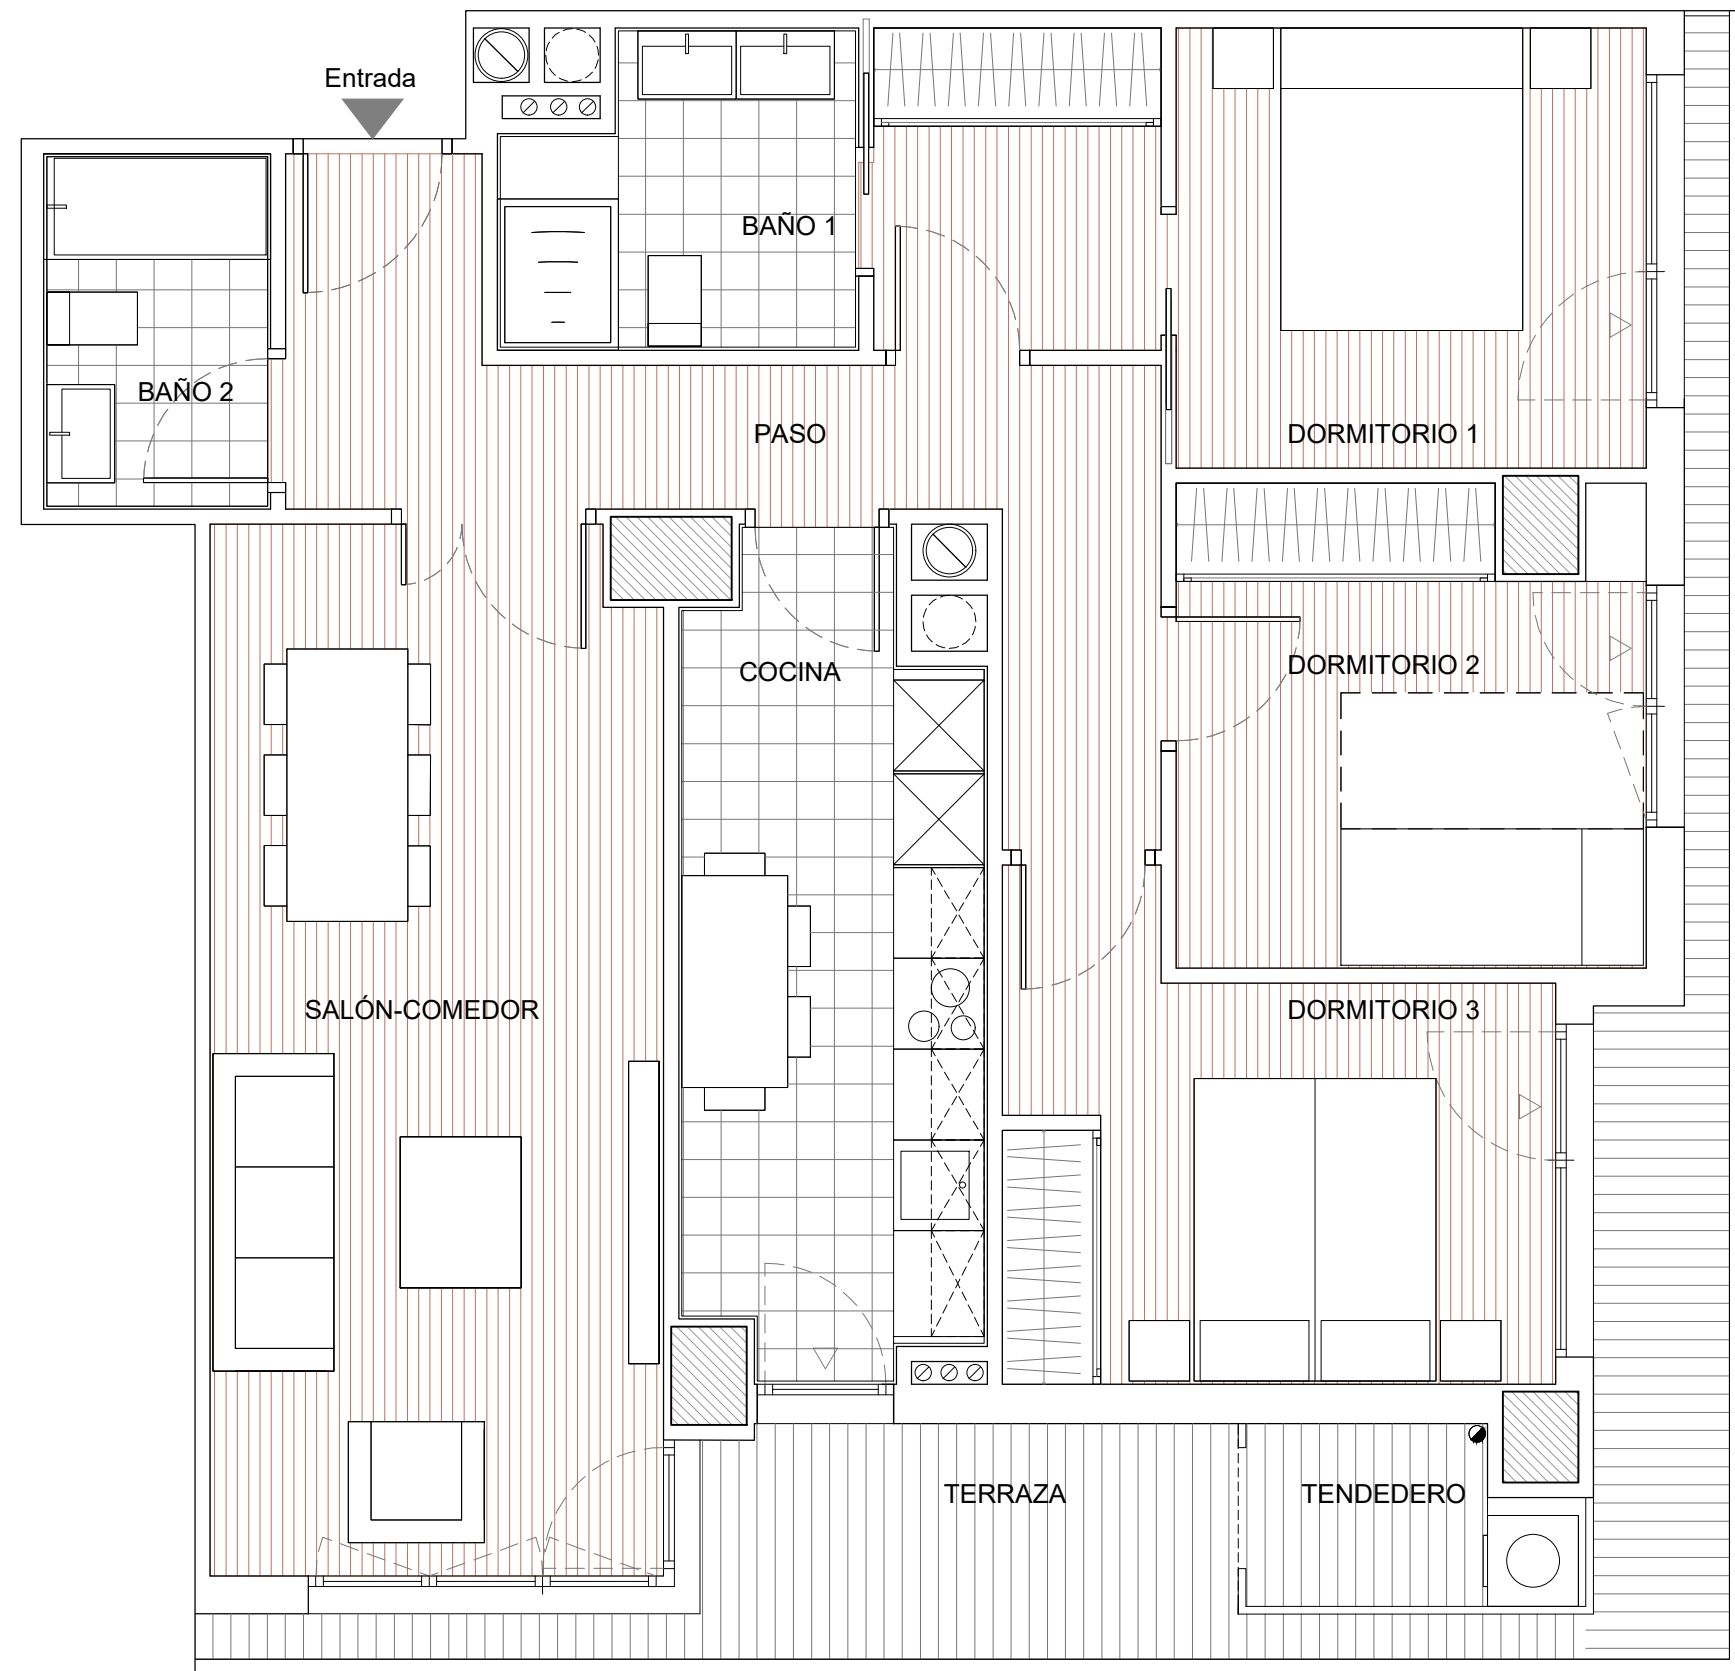 Entrada
BAÑO 1
BAÑO 2
PASO
DORMITORIO 1
COCINA
DORMITORIO 2
SALÓN-COMEDOR
DORMITORIO 3
TERRAZA
TENDEDERO